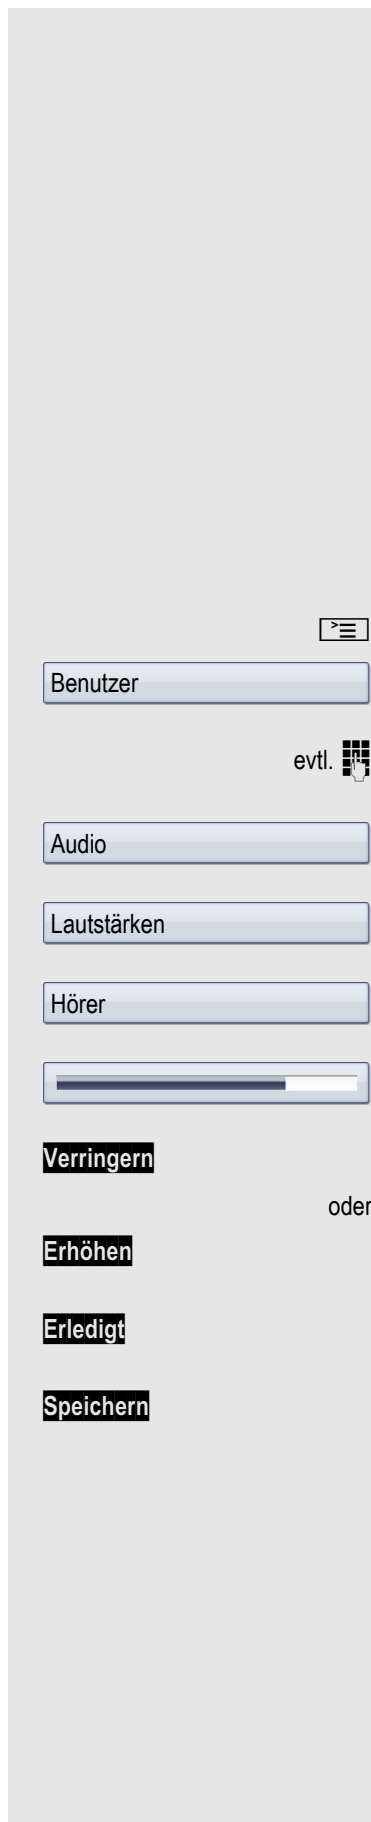 Benutzer
evtl.
Audio
Lautstärken
Hörer
Verringern
oder
Erhöhen
Erledigt
Speichern